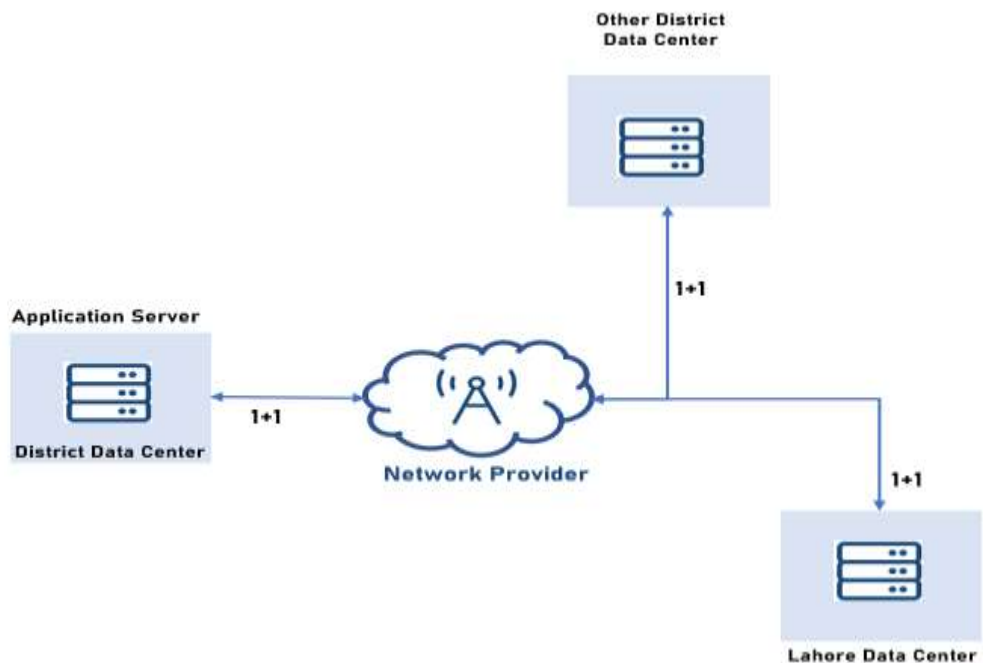 Other District
Data Center
1+1
Application Server
District Data Center
1+1
Network Provider
1+1
Lahore Data Center